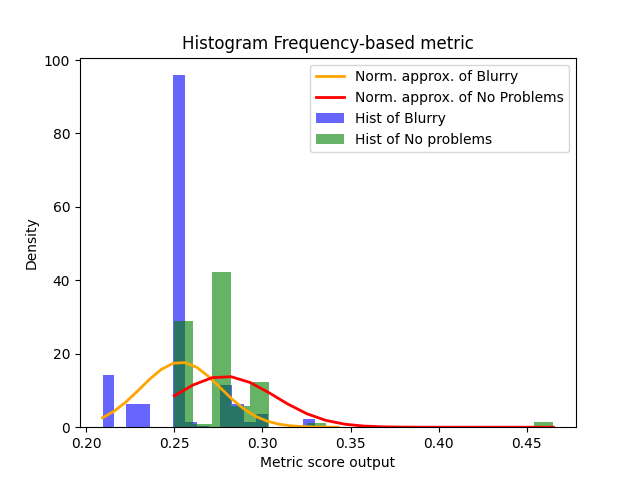 Histogram Frequency-based metric
100
80
60
40
20
0
Density
Norm. approx. of Blurry
Norm. approx. of No Problems
Hist of Blurry
Hist of No problems
0.20 0.25 0.30 0.35 0.40 0.45
Metric score output